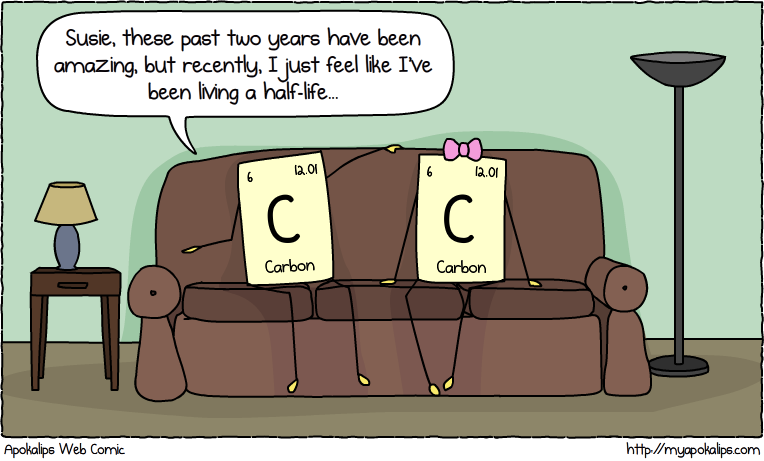 Susie, these past two years have been
amazing, but recently, I just feel like I've
been living a half-life...
6 12.01
C
Carbon
6 12.01
C
Carbon
Apokalips Web Comic
http://myapokalips.com